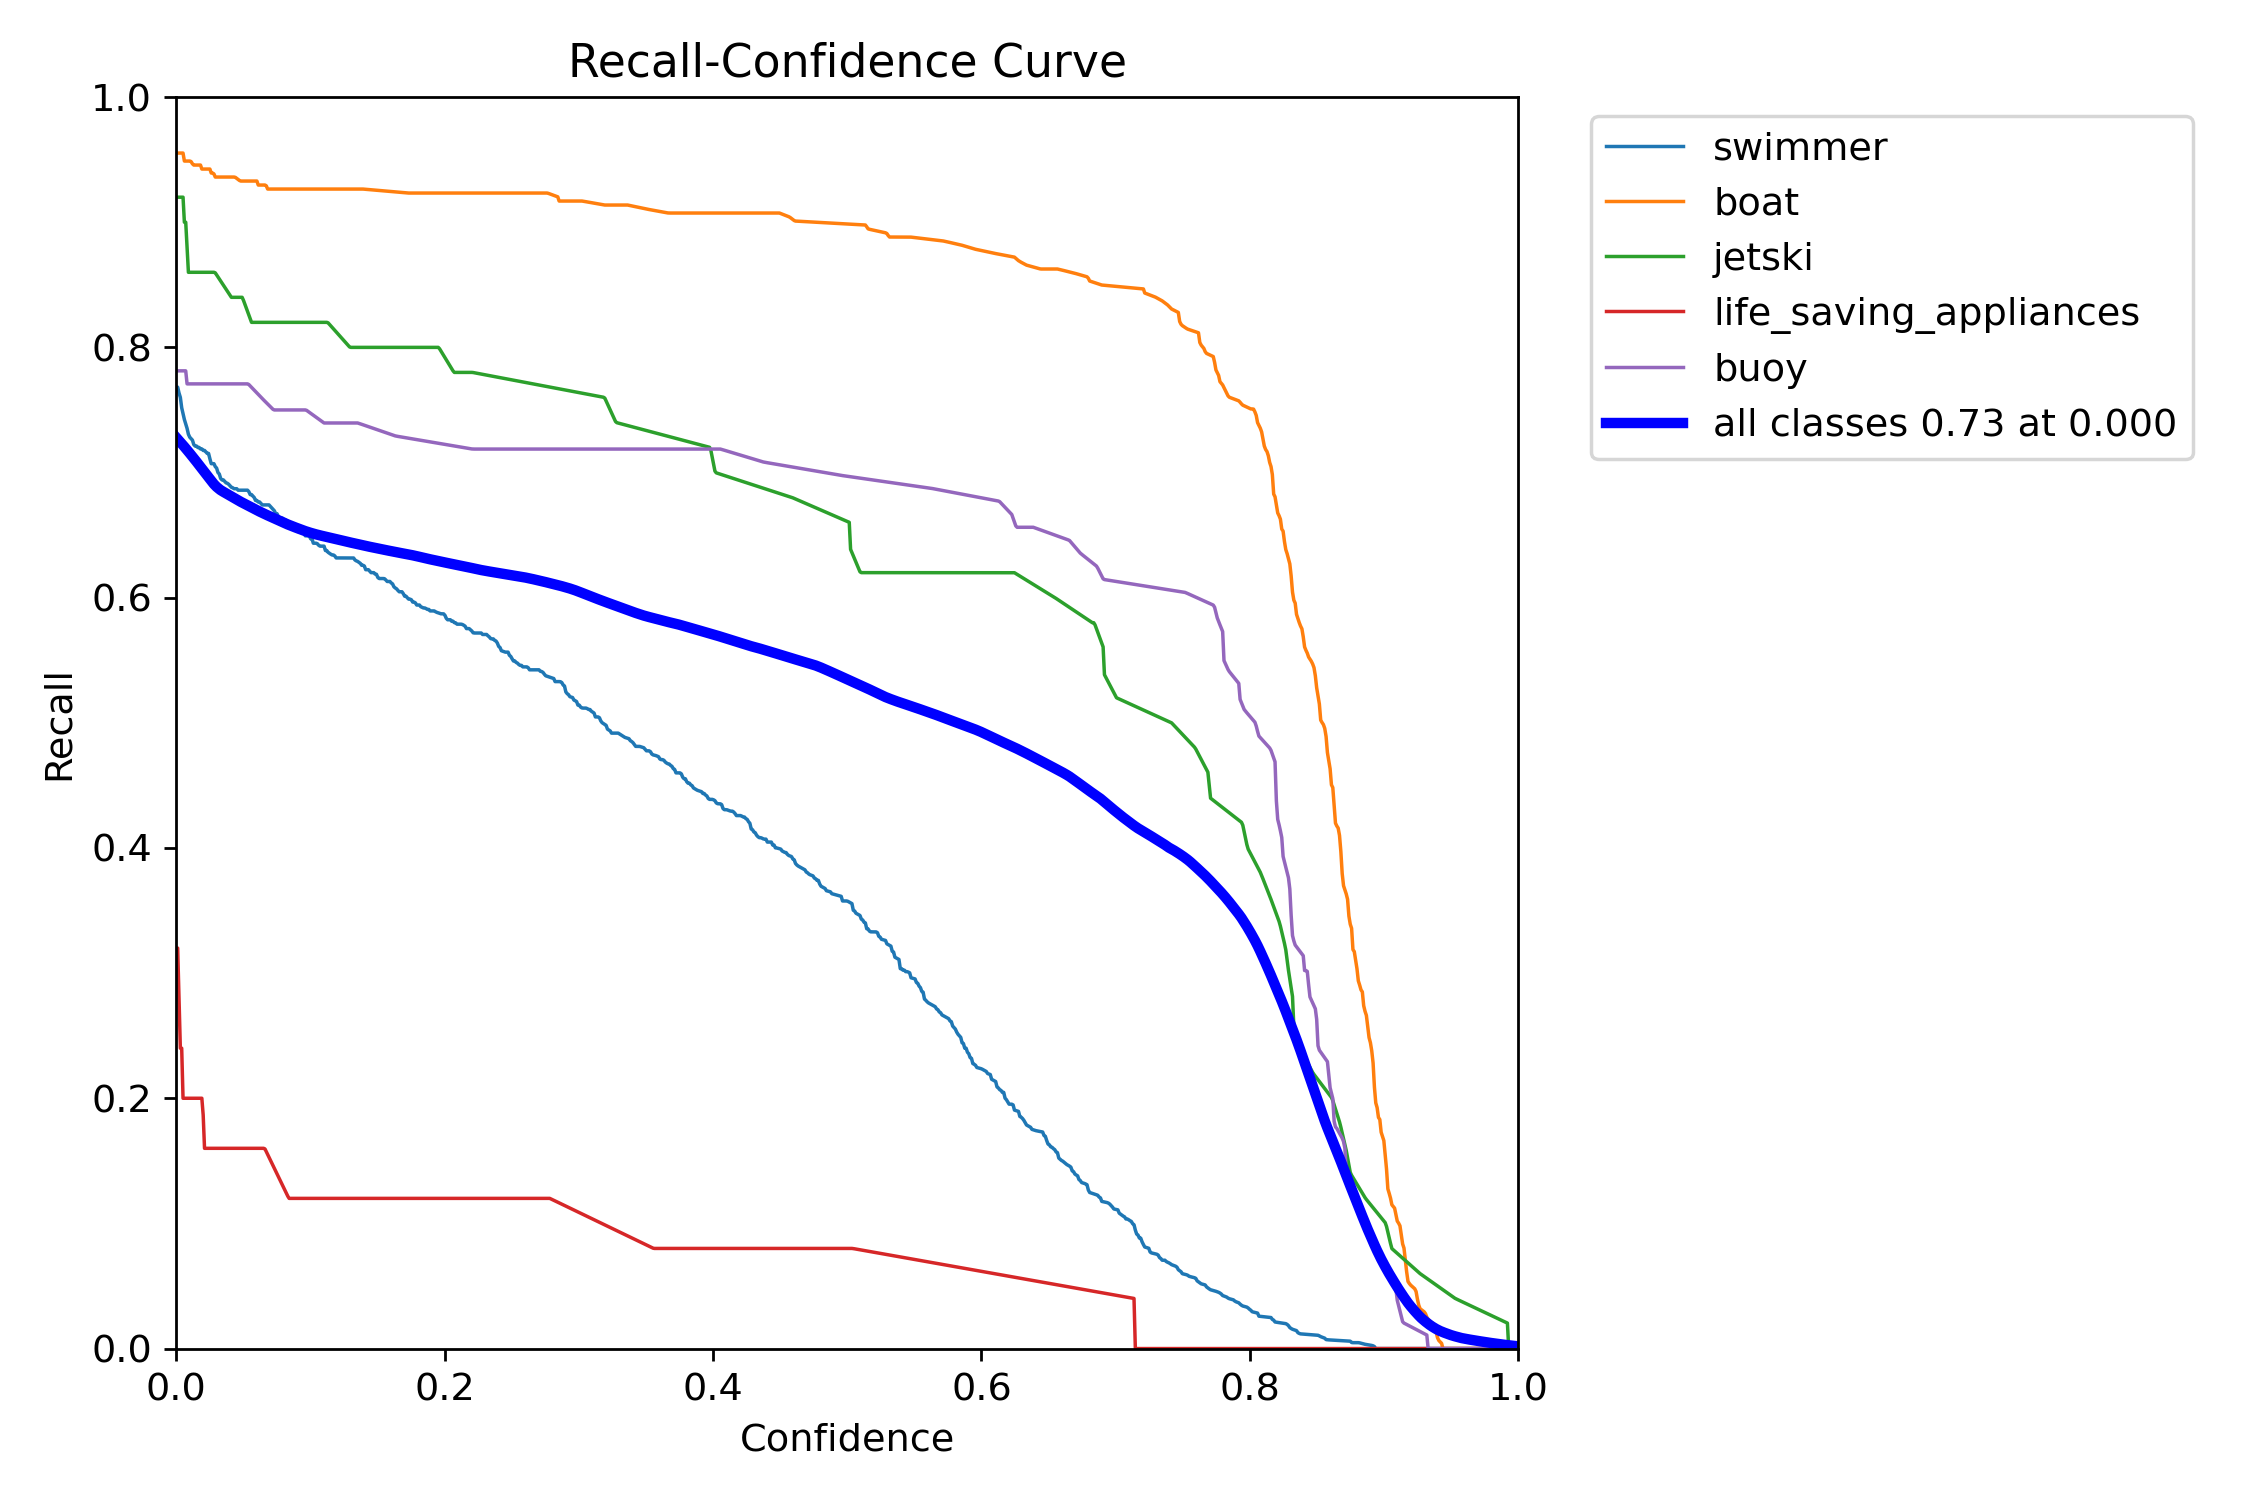 Recall-Confidence Curve
1.0
0.8
0.6
0.4
0.2
0.0
Recall
0.0 0.2 0.4 0.6 0.8 1.0
Confidence
swimmer
boat
jetski
life_saving_appliances
buoy
all classes 0.73 at 0.000